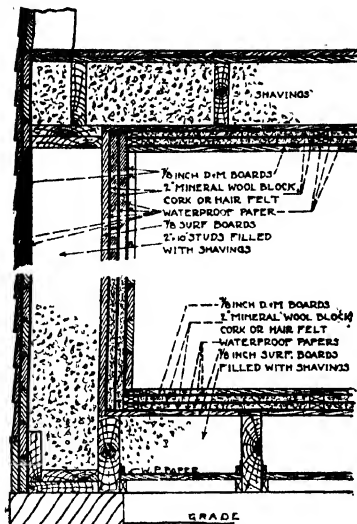 SHAVINGS
7/8 INCH D&M BOARDS
2" MINERAL WOOL BLOCK,
CORK OR HAIR FELT
WATERPROOF PAPER
7/8 SURF BOARDS
2"x10" STUDS FILLED
WITH SHAVINGS
7/8 INCH D&M BOARDS
2" MINERAL WOOL BLOCK
CORK OR HAIR FELT
WATERPROOF PAPERS
7/8 INCH SURF. BOARDS
FILLED WITH SHAVINGS
W.P. PAPER
GRADE